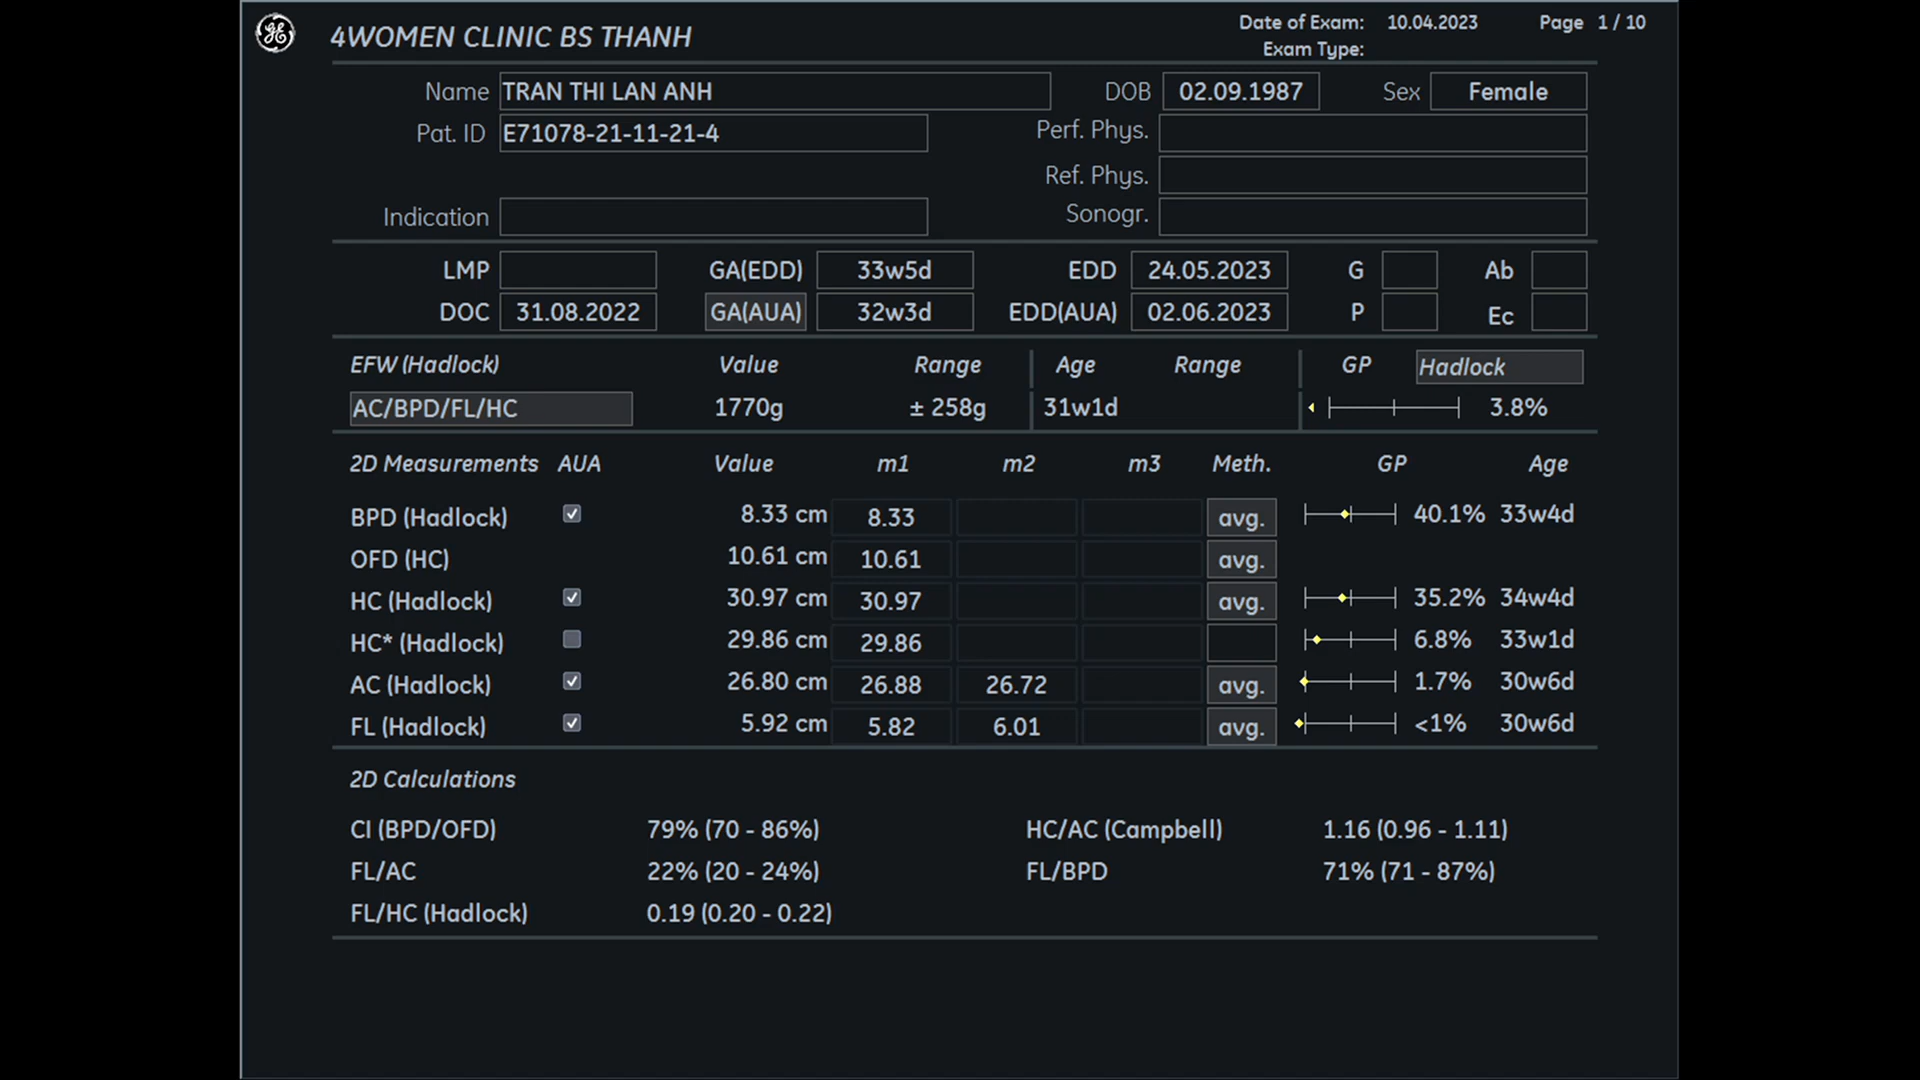 4WOMEN CLINIC BS THANH Date of Exam: 10.04.2023 Page 1 / 10
Exam Type:
Name TRAN THI LAN ANH DOB 02.09.1987 Sex Female
Pat. ID E71078-21-11-21-4 Perf. Phys.
Ref. Phys.
Indication Sonogr.
LMP GA(EDD) 33w5d EDD 24.05.2023 G Ab
DOC 31.08.2022 GA(AUA) 32w3d EDD(AUA) 02.06.2023 P Ec
EFW (Hadlock) Value Range Age Range GP Hadlock
AC/BPD/FL/HC 1770g ± 258g 31w1d 3.8%
2D Measurements AUA Value m1 m2 m3 Meth. GP Age
BPD (Hadlock) 8.33 cm 8.33 avg. 40.1% 33w4d
OFD (HC) 10.61 cm 10.61 avg.
HC (Hadlock) 30.97 cm 30.97 avg. 35.2% 34w4d
HC* (Hadlock) 29.86 cm 29.86 6.8% 33w1d
AC (Hadlock) 26.80 cm 26.88 26.72 avg. 1.7% 30w6d
FL (Hadlock) 5.92 cm 5.82 6.01 avg. <1% 30w6d
2D Calculations
CI (BPD/OFD) 79% (70 - 86%) HC/AC (Campbell) 1.16 (0.96 - 1.11)
FL/AC 22% (20 - 24%) FL/BPD 71% (71 - 87%)
FL/HC (Hadlock) 0.19 (0.20 - 0.22)